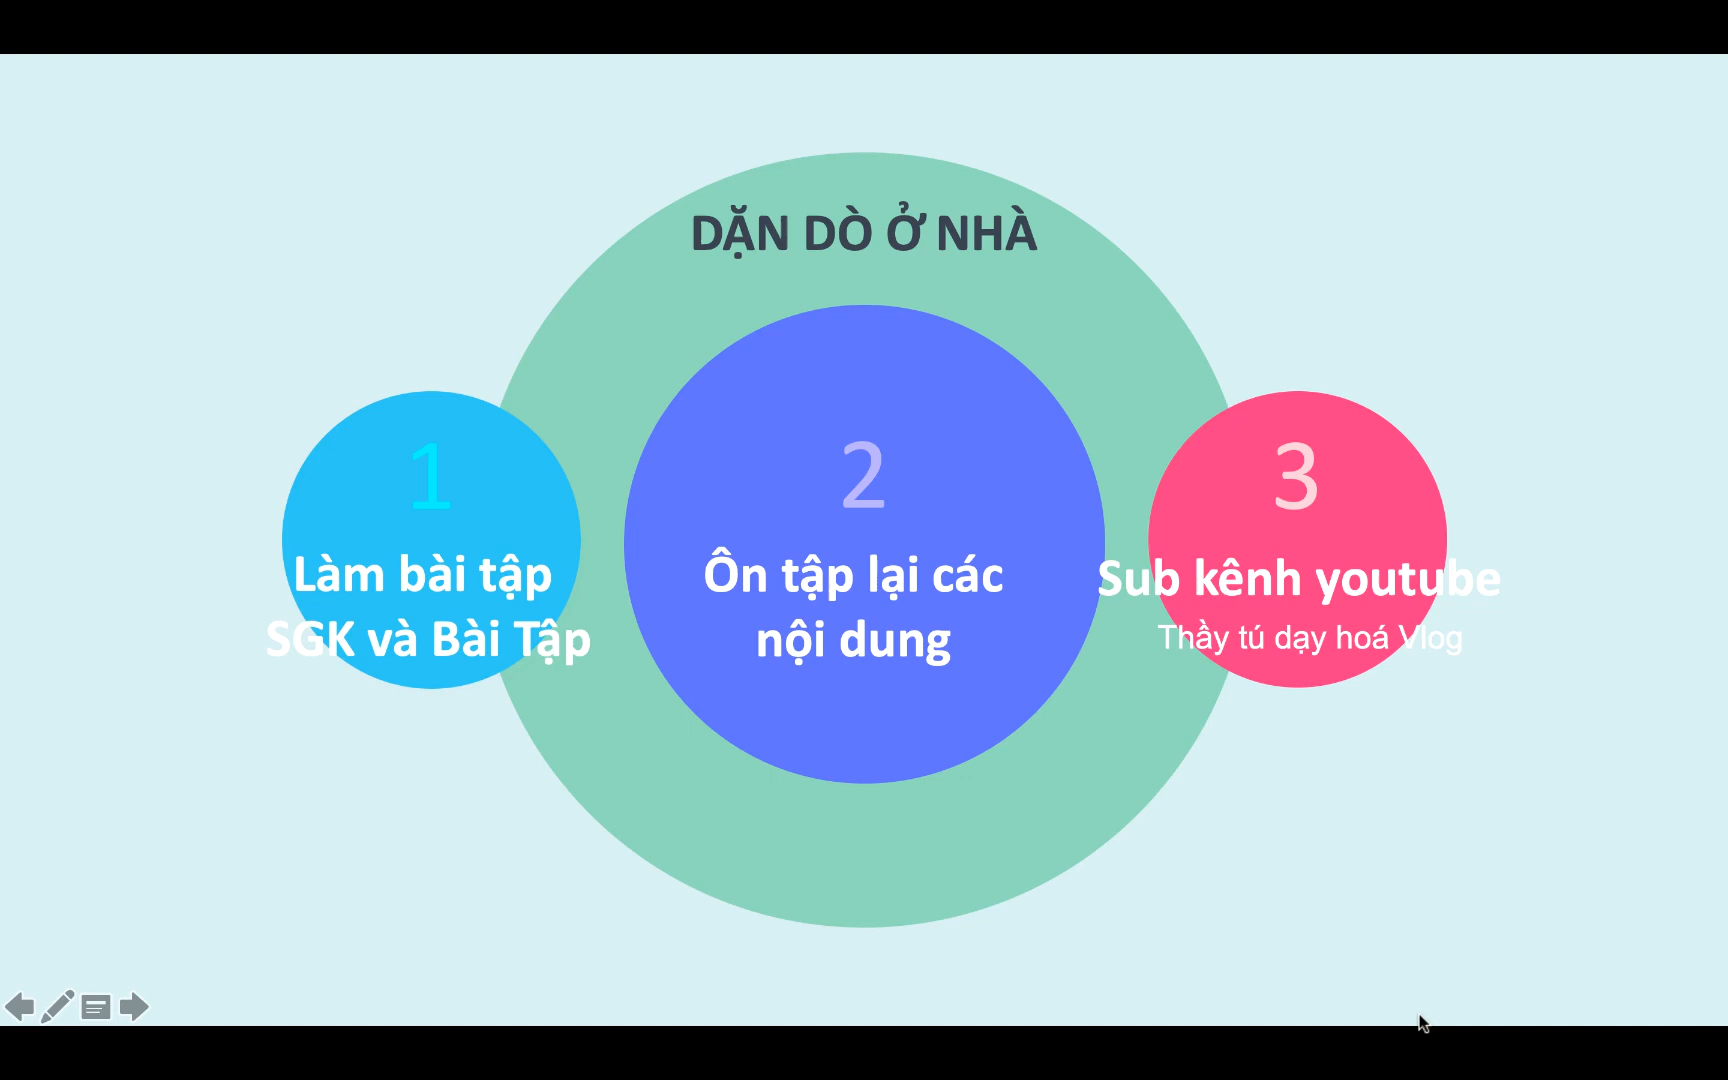 DẶN DÒ Ở NHÀ
1
Làm bài tập
SGK và Bài Tập
2
Ôn tập lại các
nội dung
3
Sub kênh youtube
Thầy tú dạy hoá Vlog